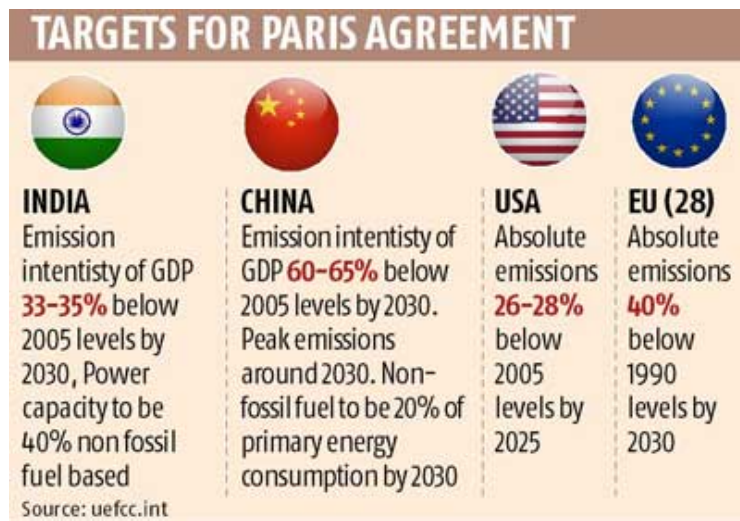 TARGETS FOR PARIS AGREEMENT
INDIA
Emission
intentisty of GDP
33-35% below
2005 levels by
2030, Power
capacity to be
40% non fossil
fuel based
CHINA
Emission intentisty of
GDP 60-65% below
2005 levels by 2030.
Peak emissions
around 2030. Non-
fossil fuel to be 20% of
primary energy
consumption by 2030
USA
Absolute
emissions
26-28%
below
2005
levels by
2025
EU (28)
Absolute
emissions
40%
below
1990
levels by
2030
Source: uefcc.int